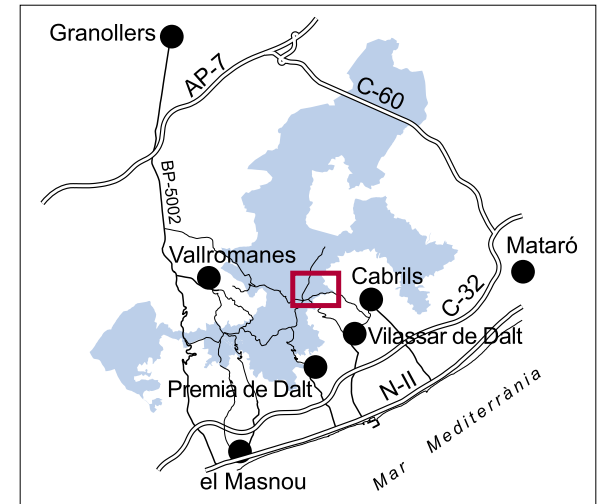 Granollers
AP-7
C-60
BP-5002
Vallromanes
Mataró
Cabrils
C-32
Vilassar de Dalt
Premià de Dalt
N-II
Mar Mediterrània
el Masnou